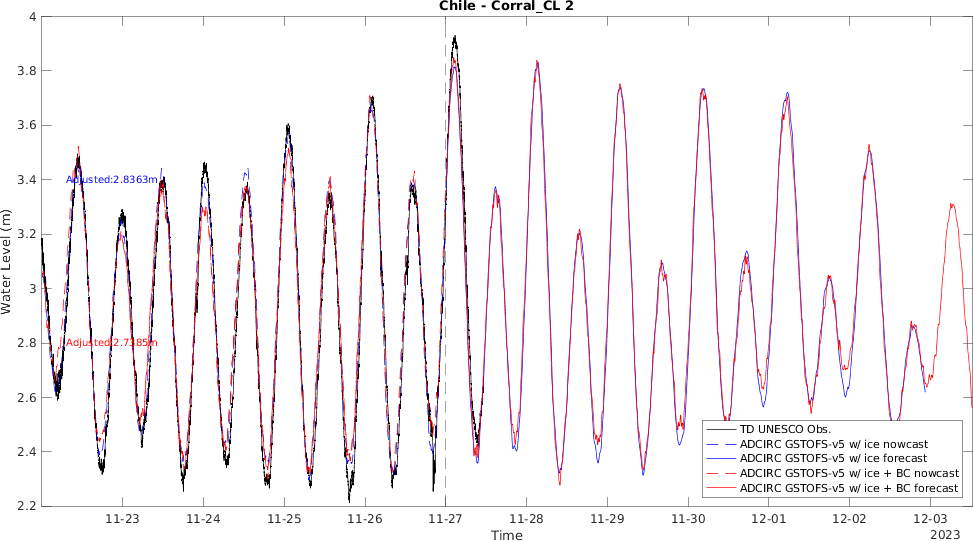 Chile - Corral_CL 2
4
3.8
3.6
3.4
3.2
3
2.8
2.6
2.4
2.2
Water Level (m)
Adjusted:2.8363m
Adjusted:2.7385m
TD UNESCO Obs.
ADCIRC GSTOFS-v5 w/ ice nowcast
ADCIRC GSTOFS-v5 w/ ice forecast
ADCIRC GSTOFS-v5 w/ ice + BC nowcast
ADCIRC GSTOFS-v5 w/ ice + BC forecast
11-23 11-24 11-25 11-26 11-27 11-28 11-29 11-30 12-01 12-02 12-03
Time
2023